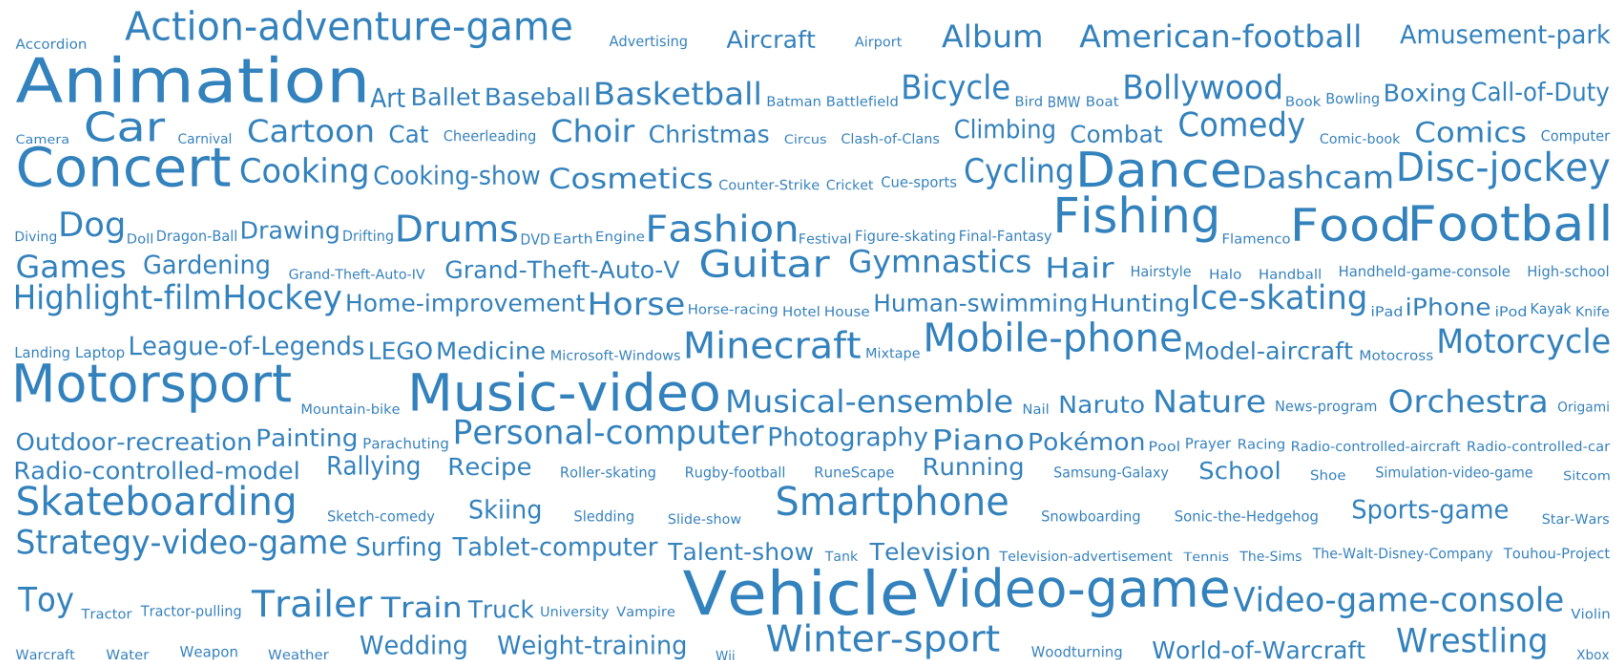 Accordion Action-adventure-game Advertising Aircraft Airport Album American-football Amusement-park
Animation Art Ballet Baseball Basketball Batman Battlefield Bicycle Bird BMW Boat Bollywood Book Bowling Boxing Call-of-Duty
Camera Car Carnival Cartoon Cat Cheerleading Choir Christmas Circus Clash-of-Clans Climbing Combat Comedy Comic-book Comics Computer
Concert Cooking Cooking-show Cosmetics Counter-Strike Cricket Cue-sports Cycling Dance Dashcam Disc-jockey
Diving Dog Doll Dragon-Ball Drawing Drifting Drums DVD Earth Engine Fashion Festival Figure-skating Final-Fantasy Fishing Flamenco Food Football
Games Gardening Grand-Theft-Auto-IV Grand-Theft-Auto-V Guitar Gymnastics Hair Hairstyle Halo Handball Handheld-game-console High-school
Highlight-film Hockey Home-improvement Horse Horse-racing Hotel House Human-swimming Hunting Ice-skating iPad iPhone iPod Kayak Knife
Landing Laptop League-of-Legends LEGO Medicine Microsoft-Windows Minecraft Mixtape Mobile-phone Model-aircraft Motocross Motorcycle
Motorsport Mountain-bike Music-video Musical-ensemble Nail Naruto Nature News-program Orchestra Origami
Outdoor-recreation Painting Parachuting Personal-computer Photography Piano Pokémon Pool Prayer Racing Radio-controlled-aircraft Radio-controlled-car
Radio-controlled-model Rallying Recipe Roller-skating Rugby-football RuneScape Running Samsung-Galaxy School Shoe Simulation-video-game Sitcom
Skateboarding Sketch-comedy Skiing Sledding Slide-show Smartphone Snowboarding Sonic-the-Hedgehog Sports-game Star-Wars
Strategy-video-game Surfing Tablet-computer Talent-show Tank Television Television-advertisement Tennis The-Sims The-Walt-Disney-Company Touhou-Project
Toy Tractor Tractor-pulling Trailer Train Truck University Vampire Vehicle Video-game Video-game-console Violin
Warcraft Water Weapon Weather Wedding Weight-training Wii Winter-sport Woodturning World-of-Warcraft Wrestling Xbox